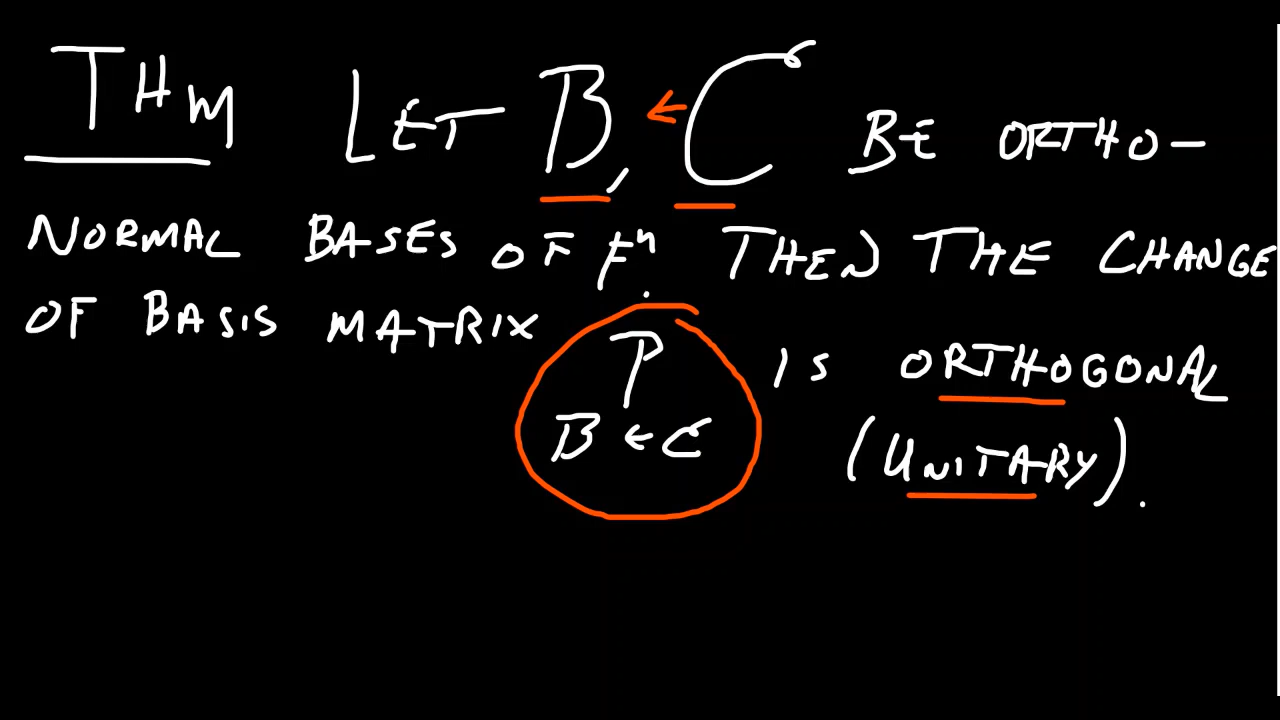 THM LET B, ← C BE ORTHO-
NORMAL BASES OF Fⁿ. THEN THE CHANGE
OF BASIS MATRIX P IS ORTHOGONAL
B ← C (UNITARY).